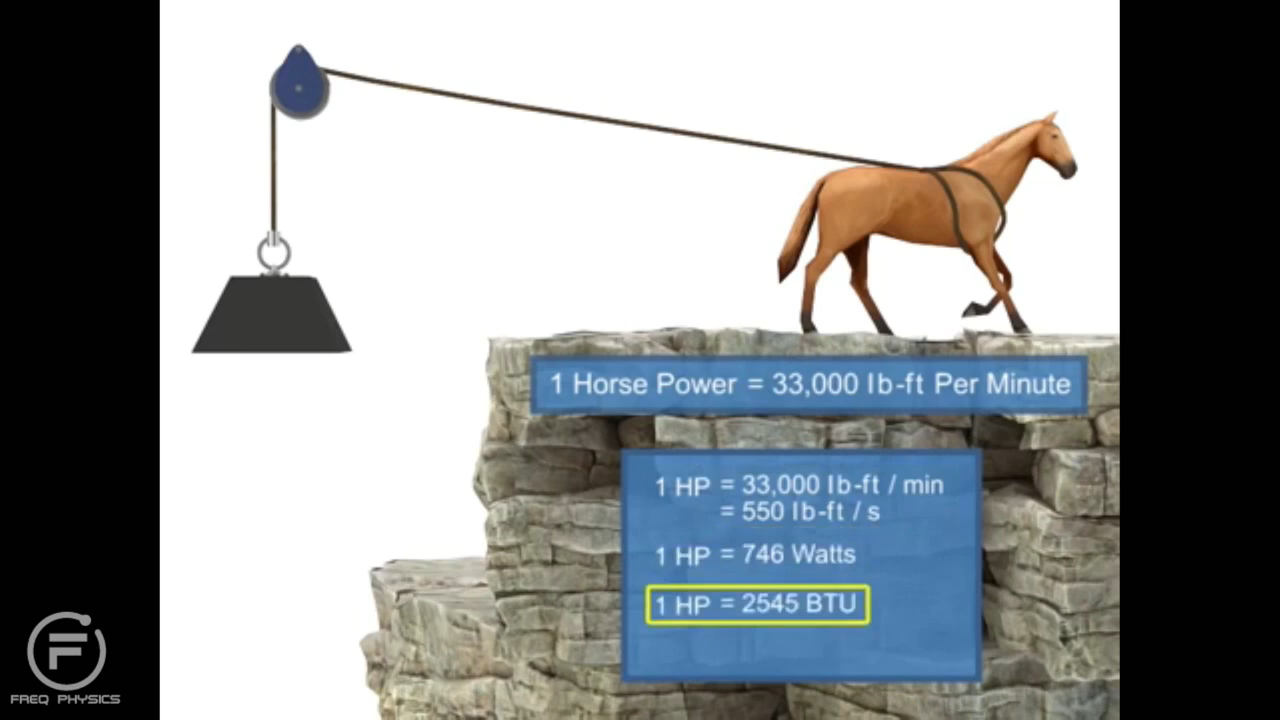 1 Horse Power = 33,000 lb-ft Per Minute
1 HP = 33,000 lb-ft / min
= 550 lb-ft / s
1 HP = 746 Watts
1 HP = 2545 BTU
FREQ PHYSICS